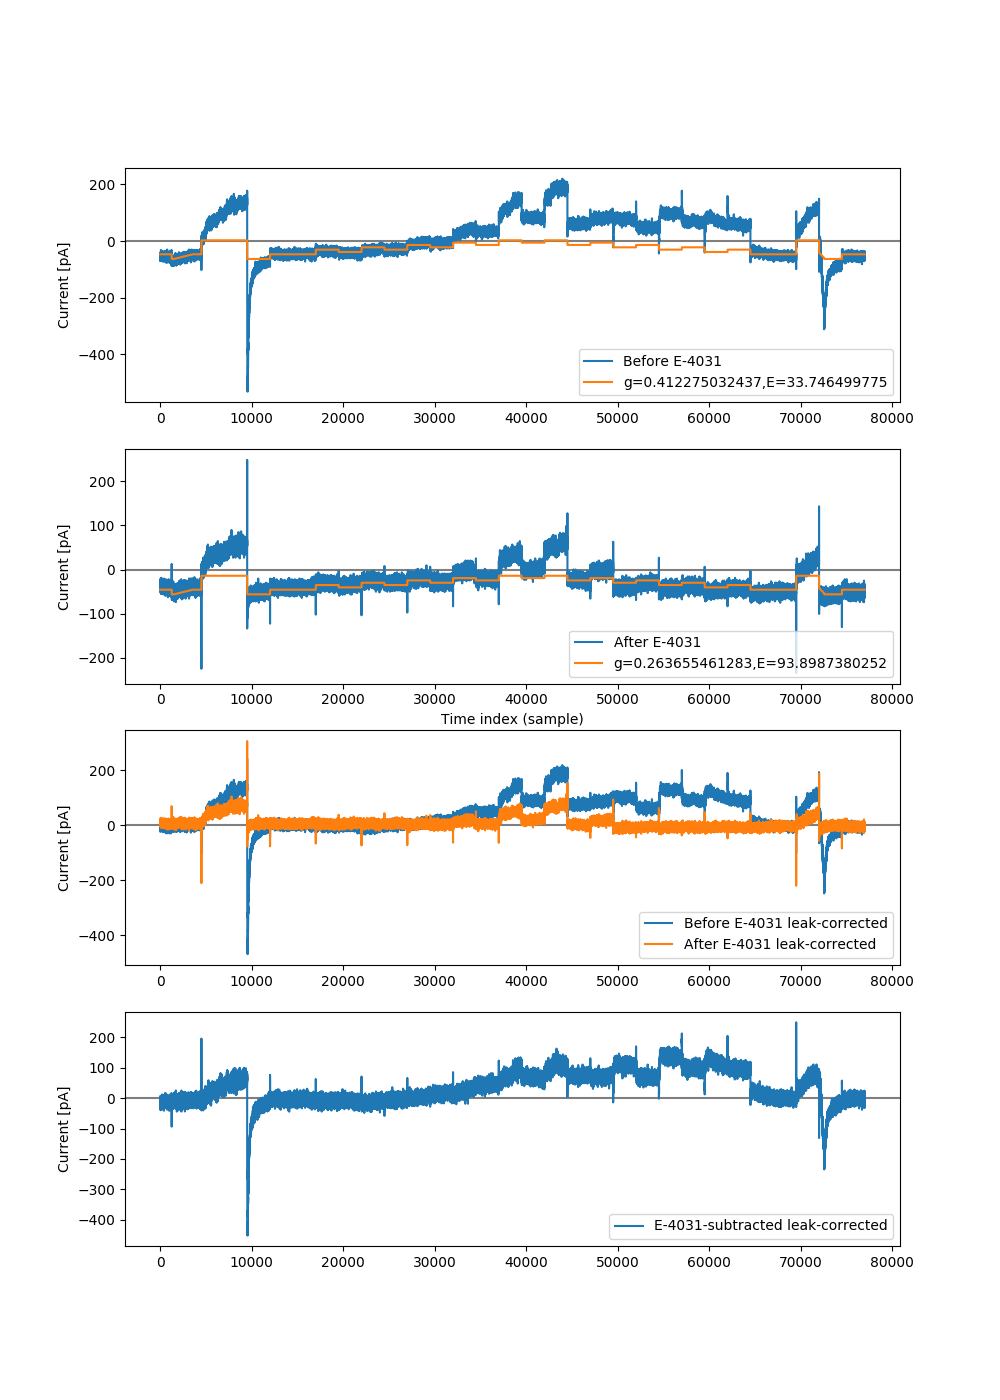 200
0
−200
−400
Current [pA]
Before E-4031
g=0.412275032437,E=33.746499775
0 10000 20000 30000 40000 50000 60000 70000 80000
200
100
0
−100
−200
Current [pA]
After E-4031
g=0.263655461283,E=93.8987380252
0 10000 20000 30000 40000 50000 60000 70000 80000
Time index (sample)
200
0
−200
−400
Current [pA]
Before E-4031 leak-corrected
After E-4031 leak-corrected
0 10000 20000 30000 40000 50000 60000 70000 80000
200
100
0
−100
−200
−300
−400
Current [pA]
E-4031-subtracted leak-corrected
0 10000 20000 30000 40000 50000 60000 70000 80000